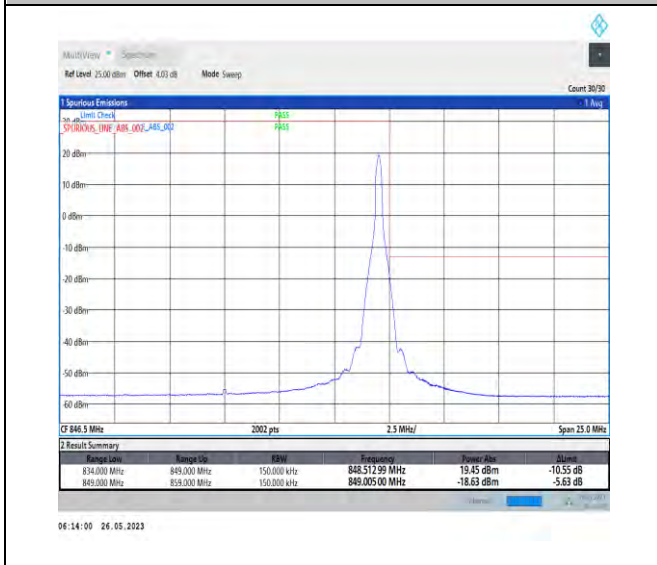 MultiView Spectrum
Ref Level 25.00 dBm Offset 4.03 dB Mode Sweep
Count 30/30
1 Spurious Emissions 1 Avg
Limit Check PASS
SPURIOUS_LINE_ABS_002 _ABS_002 PASS
20 dBm
10 dBm
0 dBm
-10 dBm
-20 dBm
-30 dBm
-40 dBm
-50 dBm
-60 dBm
CF 846.5 MHz 2002 pts 2.5 MHz/ Span 25.0 MHz
2 Result Summary
Range Low Range Up RBW Frequency Power Abs ΔLimit
834.000 MHz 849.000 MHz 150.000 kHz 848.512 99 MHz 19.45 dBm -10.55 dB
849.000 MHz 859.000 MHz 150.000 kHz 849.005 00 MHz -18.63 dBm -5.63 dB
06:14:00 26.05.2023